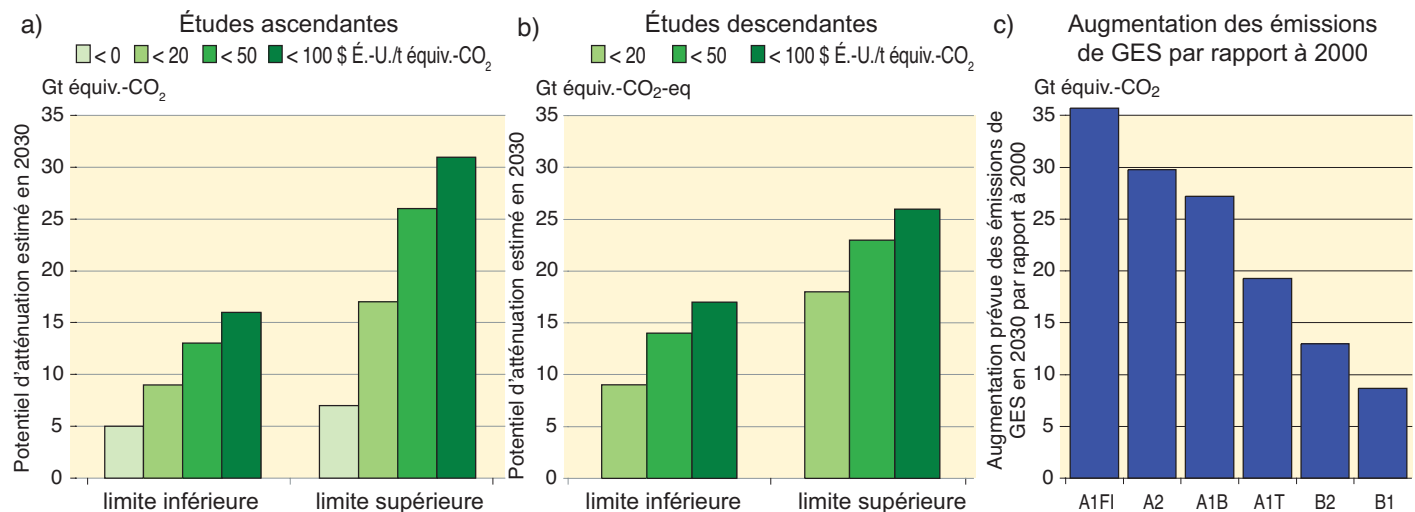 a)
Études ascendantes
< 0 < 20 < 50 < 100 $ É.-U./t équiv.-CO₂
Gt équiv.-CO₂
Potentiel d'atténuation estimé en 2030
35
30
25
20
15
10
5
0
limite inférieure limite supérieure
b)
Études descendantes
< 20 < 50 < 100 $ É.-U./t équiv.-CO₂
Gt équiv.-CO₂-eq
Potentiel d'atténuation estimé en 2030
35
30
25
20
15
10
5
0
limite inférieure limite supérieure
c)
Augmentation des émissions
de GES par rapport à 2000
Gt équiv.-CO₂
Augmentation prévue des émissions de
GES en 2030 par rapport à 2000
35
30
25
20
15
10
5
0
A1FI A2 A1B A1T B2 B1